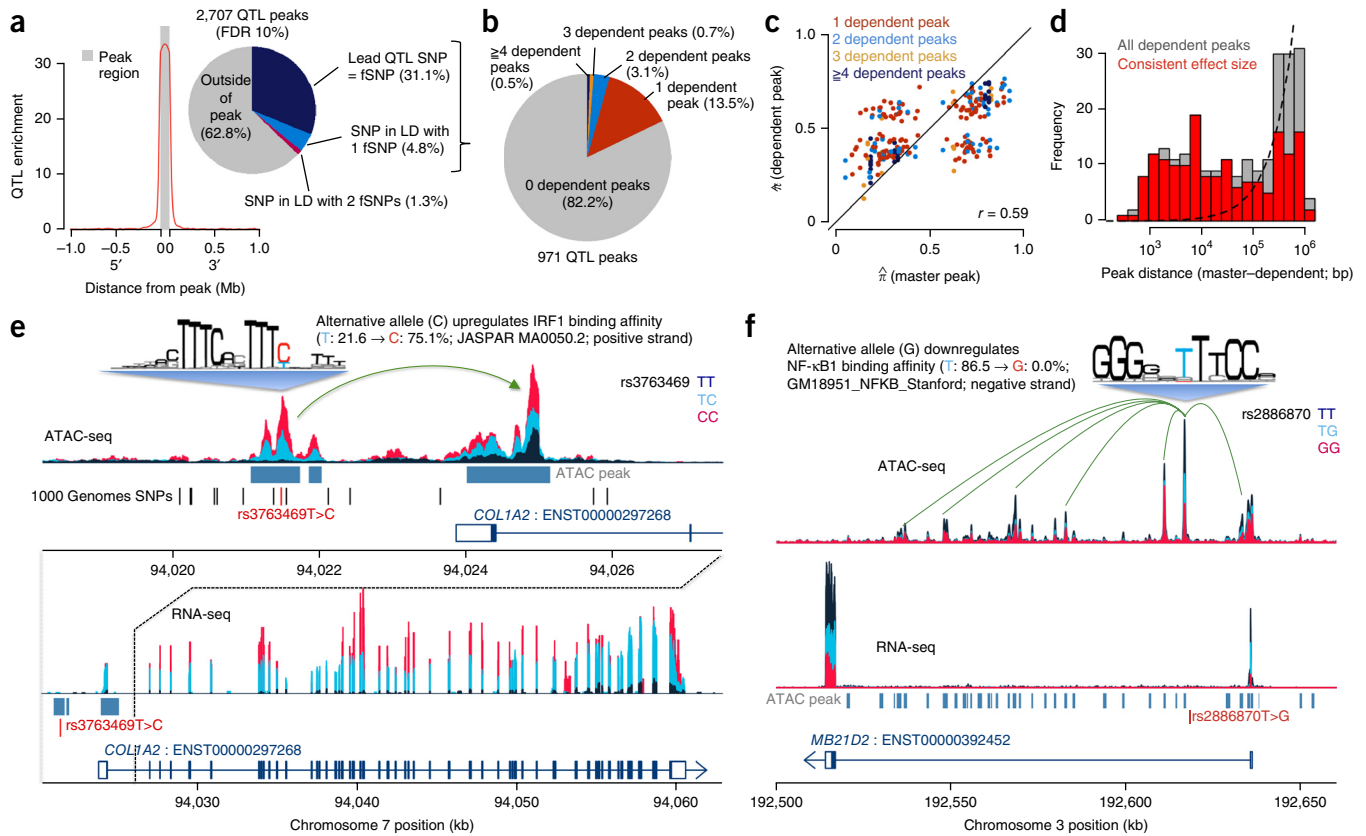 a
2,707 QTL peaks
(FDR 10%)
Peak
region
Outside
of
peak
(62.8%)
Lead QTL SNP
= fSNP (31.1%)
SNP in LD with
1 fSNP (4.8%)
SNP in LD with 2 fSNPs (1.3%)
QTL enrichment
30
20
10
0
–1.0
–0.5
0
0
0.5
1.0
5′
3′
Distance from peak (Mb)
b
3 dependent peaks (0.7%)
≧4 dependent
peaks
(0.5%)
2 dependent peaks
(3.1%)
1 dependent
peak (13.5%)
0 dependent peaks
(82.2%)
971 QTL peaks
c
1 dependent peak
2 dependent peaks
3 dependent peaks
≧4 dependent peaks
1.0
0.5
0
π̂ (dependent peak)
r = 0.59
0
0.5
1.0
π̂ (master peak)
d
All dependent peaks
Consistent effect size
Frequency
30
20
10
0
10³
10⁴
10⁵
10⁶
Peak distance (master–dependent; bp)
e
Alternative allele (C) upregulates IRF1 binding affinity
(T: 21.6 → C: 75.1%; JASPAR MA0050.2; positive strand)
rs3763469
TT
TC
CC
ATAC-seq
ATAC peak
1000 Genomes SNPs
rs3763469T>C
COL1A2 : ENST00000297268
94,020
94,022
94,024
94,026
RNA-seq
rs3763469T>C
COL1A2 : ENST00000297268
94,030
94,040
94,050
94,060
Chromosome 7 position (kb)
f
Alternative allele (G) downregulates
NF-κB1 binding affinity (T: 86.5 → G: 0.0%;
GM18951_NFKB_Stanford; negative strand)
rs2886870
TT
TG
GG
ATAC-seq
RNA-seq
ATAC peak
rs2886870T>G
MB21D2 : ENST00000392452
192,500
192,550
192,600
192,650
Chromosome 3 position (kb)